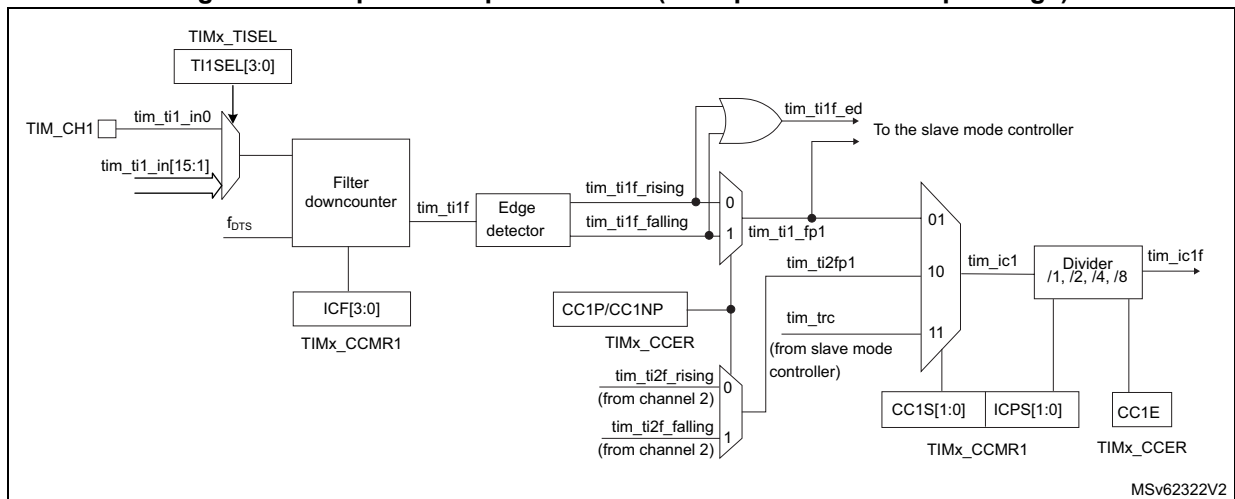 TIMx_TISEL
TI1SEL[3:0]
TIM_CH1
tim_ti1_in0
tim_ti1_in[15:1]
fDTS
Filter
downcounter
ICF[3:0]
TIMx_CCMR1
tim_ti1f
Edge
detector
tim_ti1f_rising
tim_ti1f_falling
0
1
tim_ti1f_ed
To the slave mode controller
tim_ti1_fp1
CC1P/CC1NP
TIMx_CCER
tim_ti2f_rising
(from channel 2)
tim_ti2f_falling
(from channel 2)
0
1
tim_ti2fp1
tim_trc
(from slave mode
controller)
01
10
11
tim_ic1
Divider
/1, /2, /4, /8
tim_ic1f
CC1S[1:0]
ICPS[1:0]
CC1E
TIMx_CCMR1
TIMx_CCER
MSv62322V2